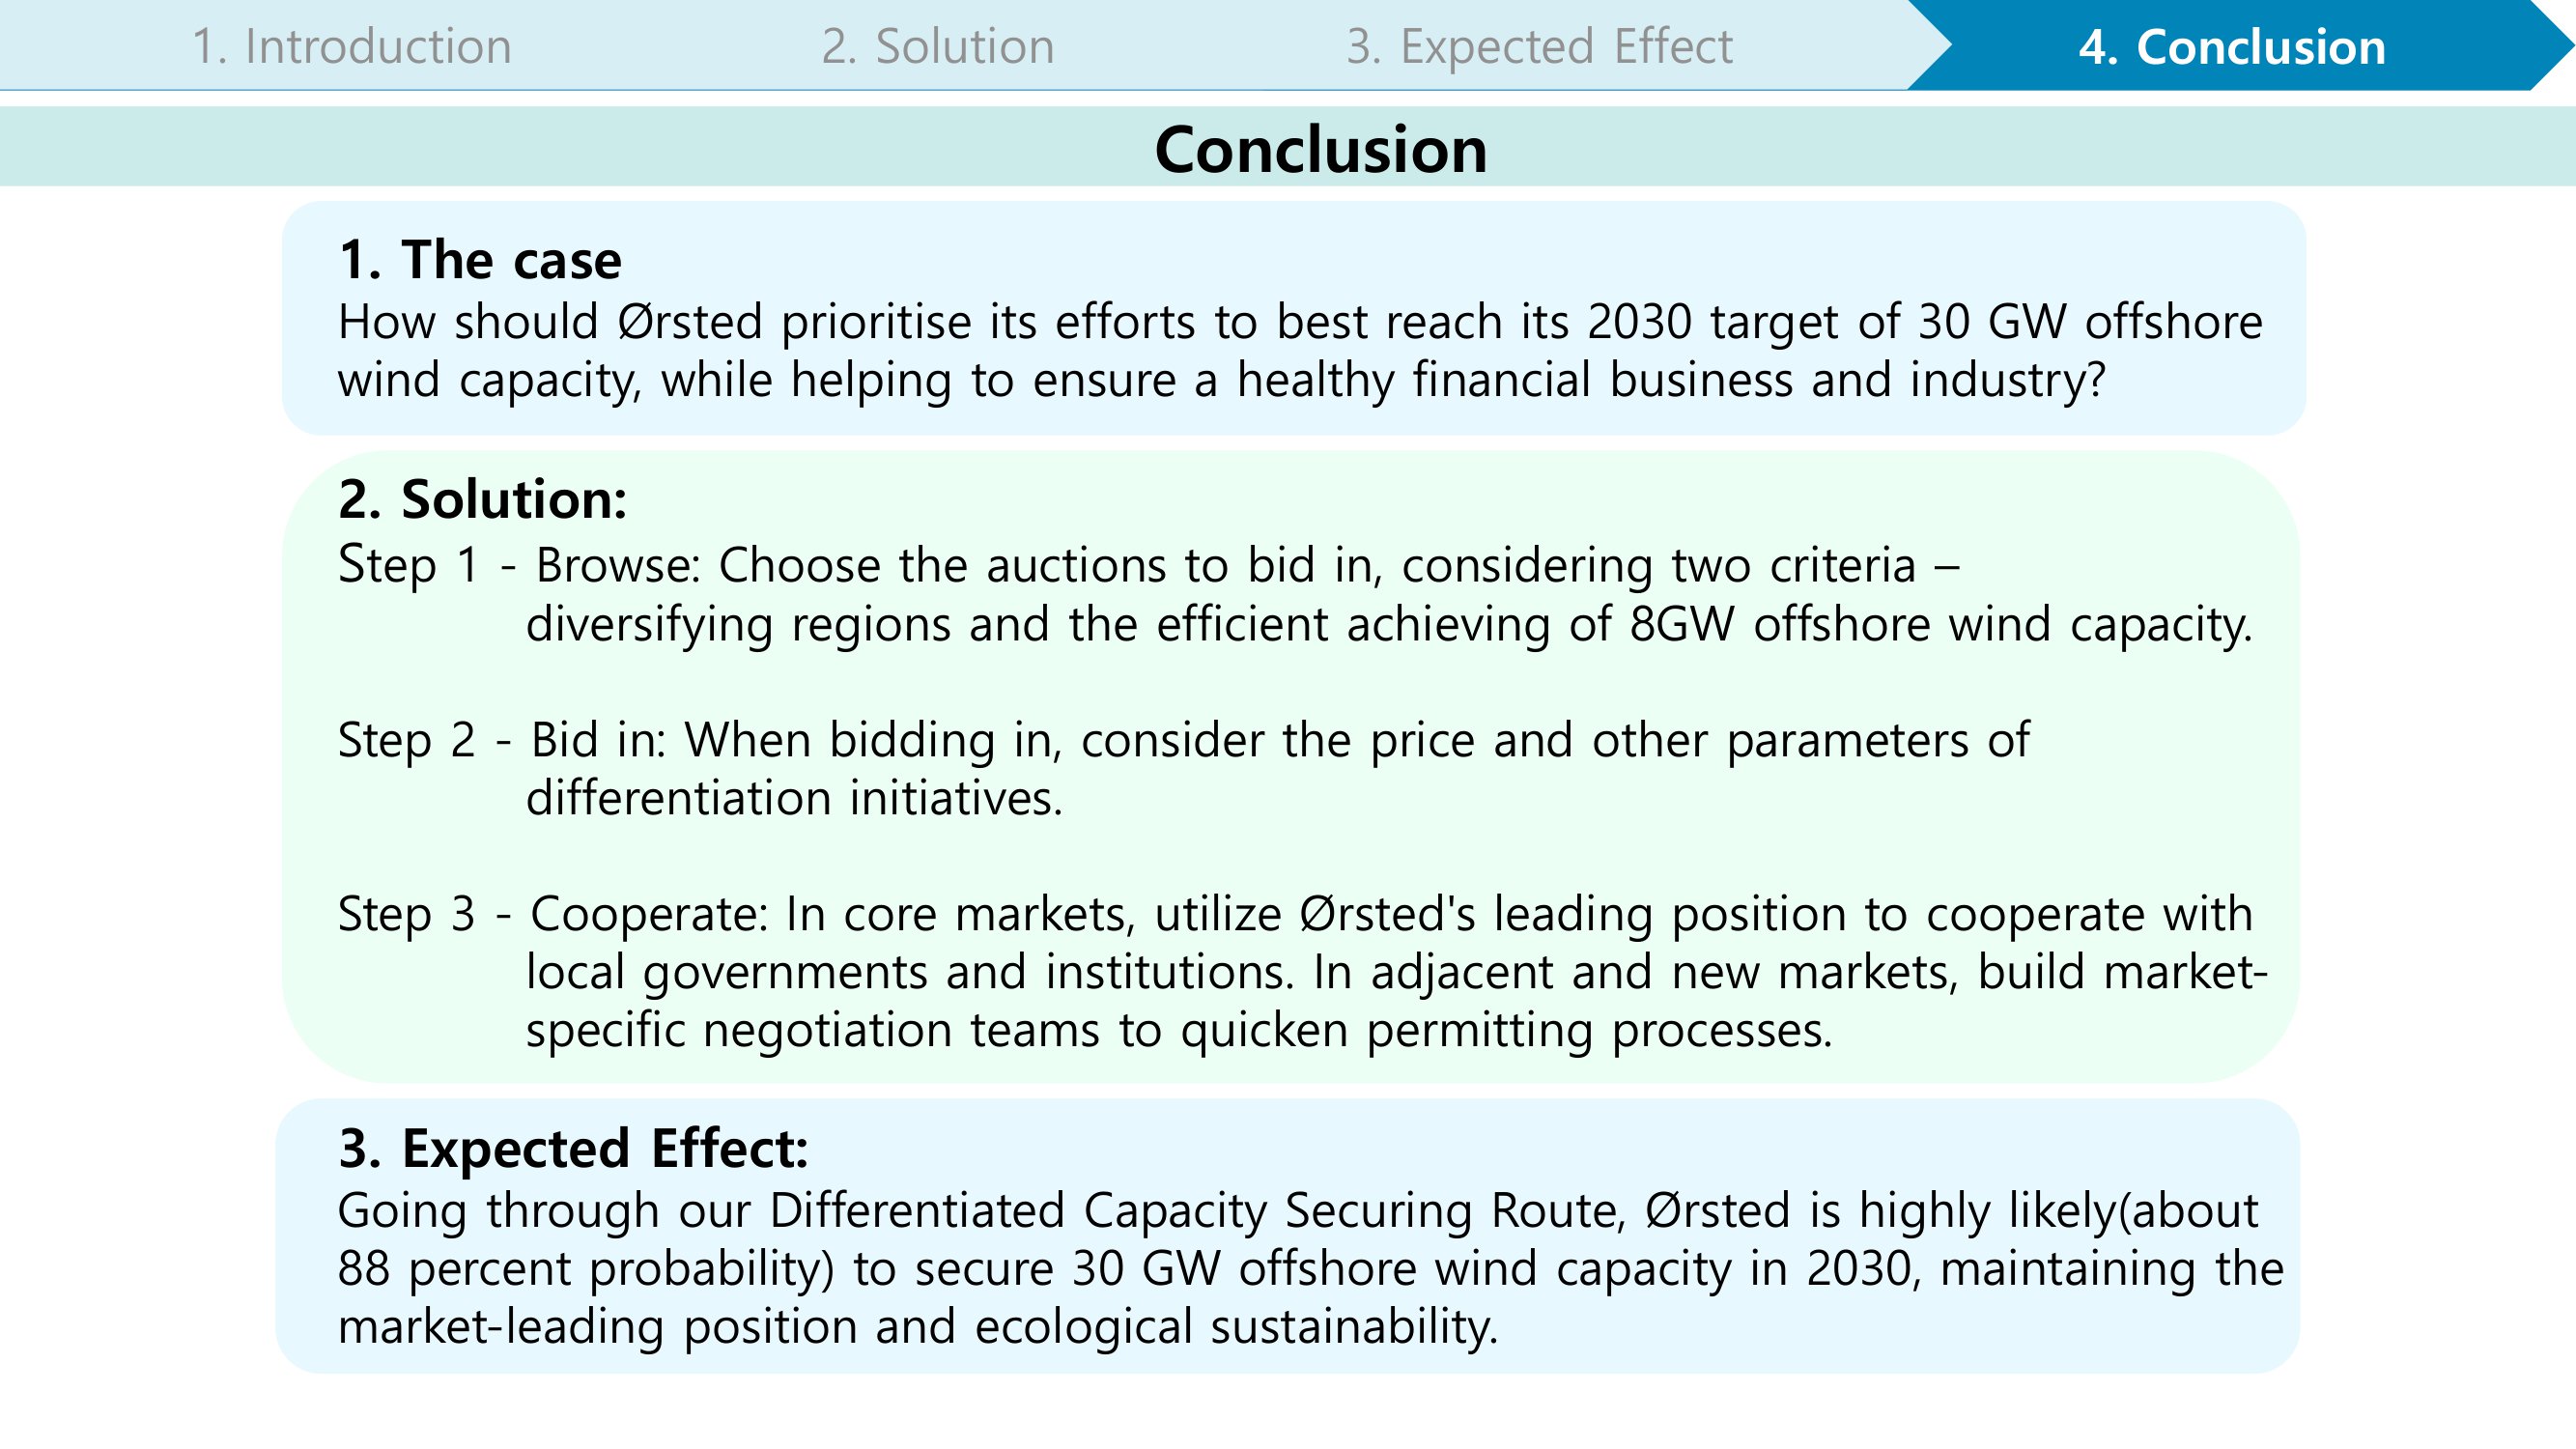 1. Introduction
2. Solution
3. Expected Effect
4. Conclusion
Conclusion
1. The case
How should Ørsted prioritise its efforts to best reach its 2030 target of 30 GW offshore
wind capacity, while helping to ensure a healthy financial business and industry?
2. Solution:
Step 1 - Browse: Choose the auctions to bid in, considering two criteria –
diversifying regions and the efficient achieving of 8GW offshore wind capacity.
Step 2 - Bid in: When bidding in, consider the price and other parameters of
differentiation initiatives.
Step 3 - Cooperate: In core markets, utilize Ørsted's leading position to cooperate with
local governments and institutions. In adjacent and new markets, build market-
specific negotiation teams to quicken permitting processes.
3. Expected Effect:
Going through our Differentiated Capacity Securing Route, Ørsted is highly likely(about
88 percent probability) to secure 30 GW offshore wind capacity in 2030, maintaining the
market-leading position and ecological sustainability.